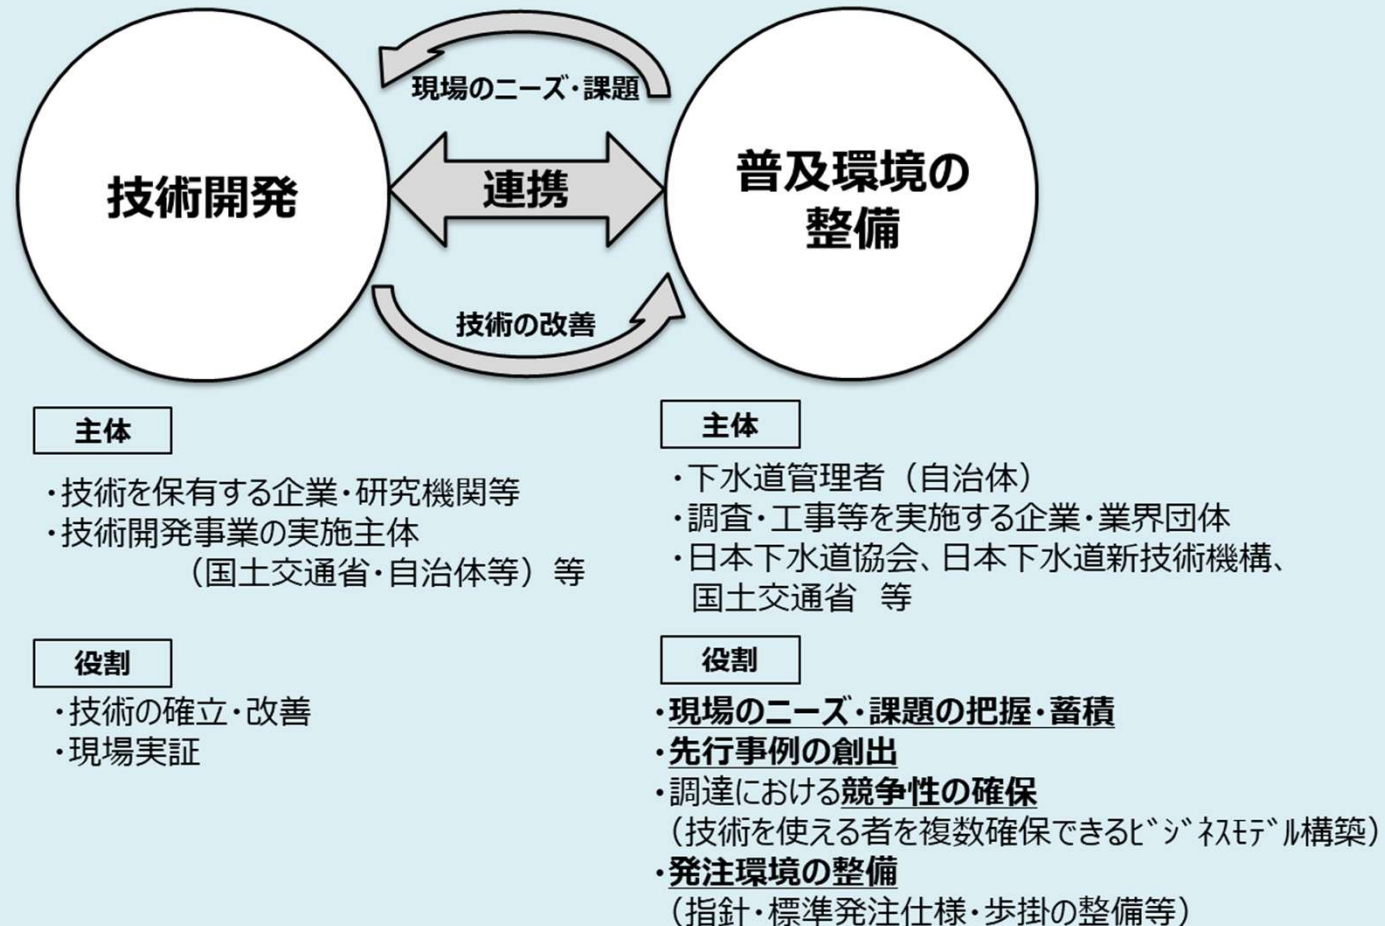 技術開発
現場のニーズ・課題
連携
技術の改善
普及環境の
整備
主体
・技術を保有する企業・研究機関等
・技術開発事業の実施主体
（国土交通省・自治体等）等
役割
・技術の確立・改善
・現場実証
主体
・下水道管理者（自治体）
・調査・工事等を実施する企業・業界団体
・日本下水道協会、日本下水道新技術機構、
国土交通省　等
役割
・現場のニーズ・課題の把握・蓄積
・先行事例の創出
・調達における競争性の確保
（技術を使える者を複数確保できるﾋﾞｼﾞﾈｽﾓﾃﾞﾙ構築）
・発注環境の整備
（指針・標準発注仕様・歩掛の整備等）